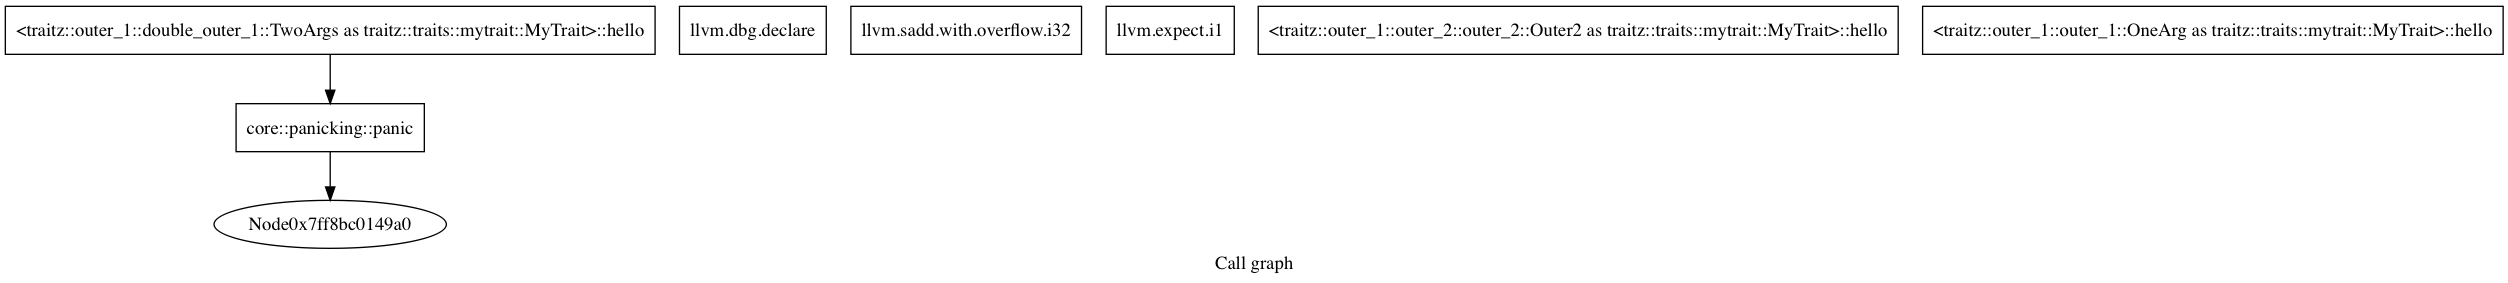 <traitz::outer_1::double_outer_1::TwoArgs as traitz::traits::mytrait::MyTrait>::hello
llvm.dbg.declare
llvm.sadd.with.overflow.i32
llvm.expect.i1
<traitz::outer_1::outer_2::outer_2::Outer2 as traitz::traits::mytrait::MyTrait>::hello
<traitz::outer_1::outer_1::OneArg as traitz::traits::mytrait::MyTrait>::hello
core::panicking::panic
Node0x7ff8bc0149a0
Call graph